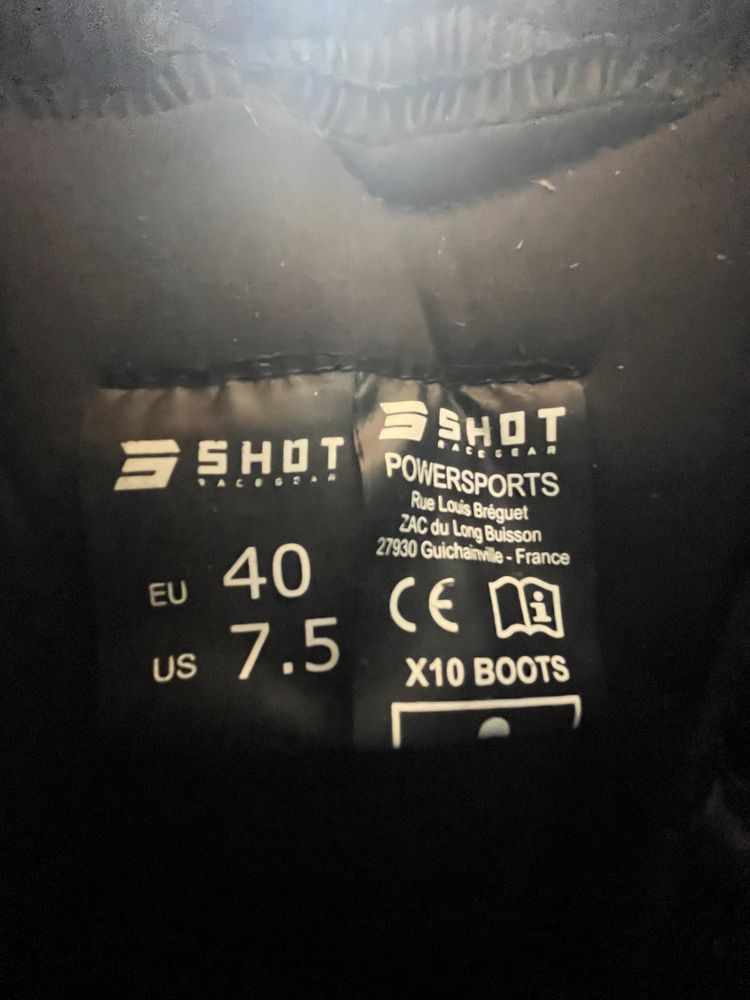 SHOT
RACEGEAR
EU 40
US 7.5
SHOT
RACEGEAR
POWERSPORTS
Rue Louis Bréguet
ZAC du Long Buisson
27930 Guichainville - France
CE
X10 BOOTS